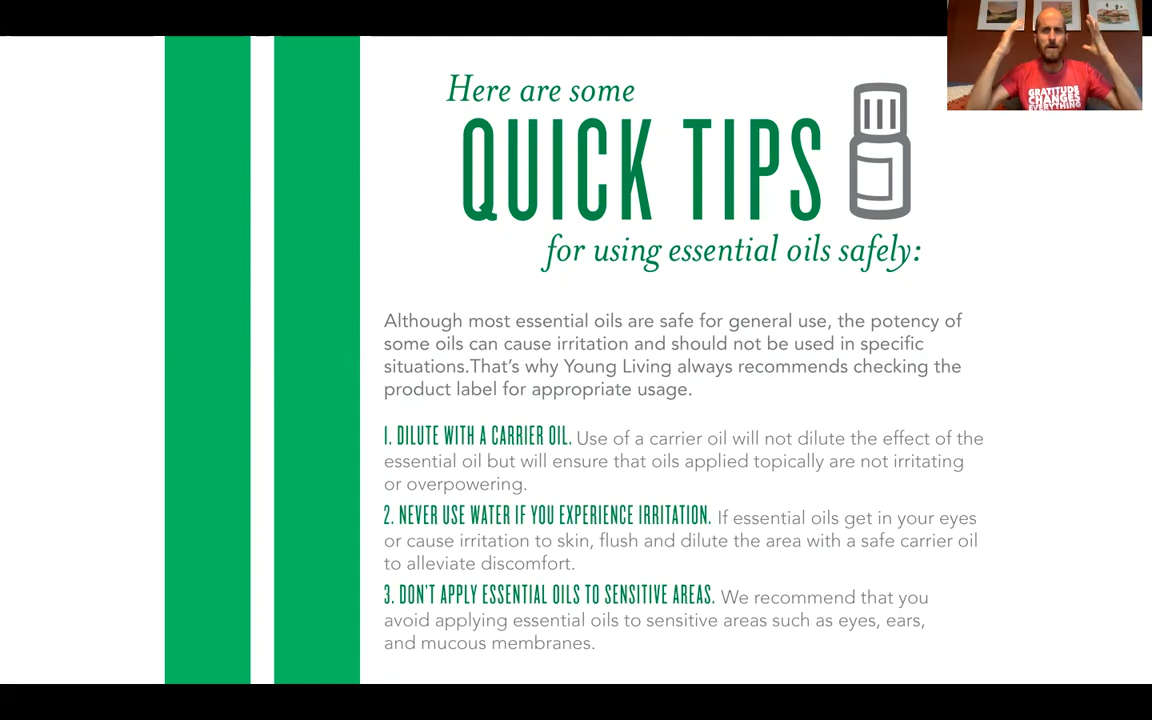 Here are some
QUICK TIPS
for using essential oils safely:
GRATITUDE
CHANGES
EVERYTHING
Although most essential oils are safe for general use, the potency of
some oils can cause irritation and should not be used in specific
situations.That's why Young Living always recommends checking the
product label for appropriate usage.
1. DILUTE WITH A CARRIER OIL. Use of a carrier oil will not dilute the effect of the
essential oil but will ensure that oils applied topically are not irritating
or overpowering.
2. NEVER USE WATER IF YOU EXPERIENCE IRRITATION. If essential oils get in your eyes
or cause irritation to skin, flush and dilute the area with a safe carrier oil
to alleviate discomfort.
3. DON'T APPLY ESSENTIAL OILS TO SENSITIVE AREAS. We recommend that you
avoid applying essential oils to sensitive areas such as eyes, ears,
and mucous membranes.